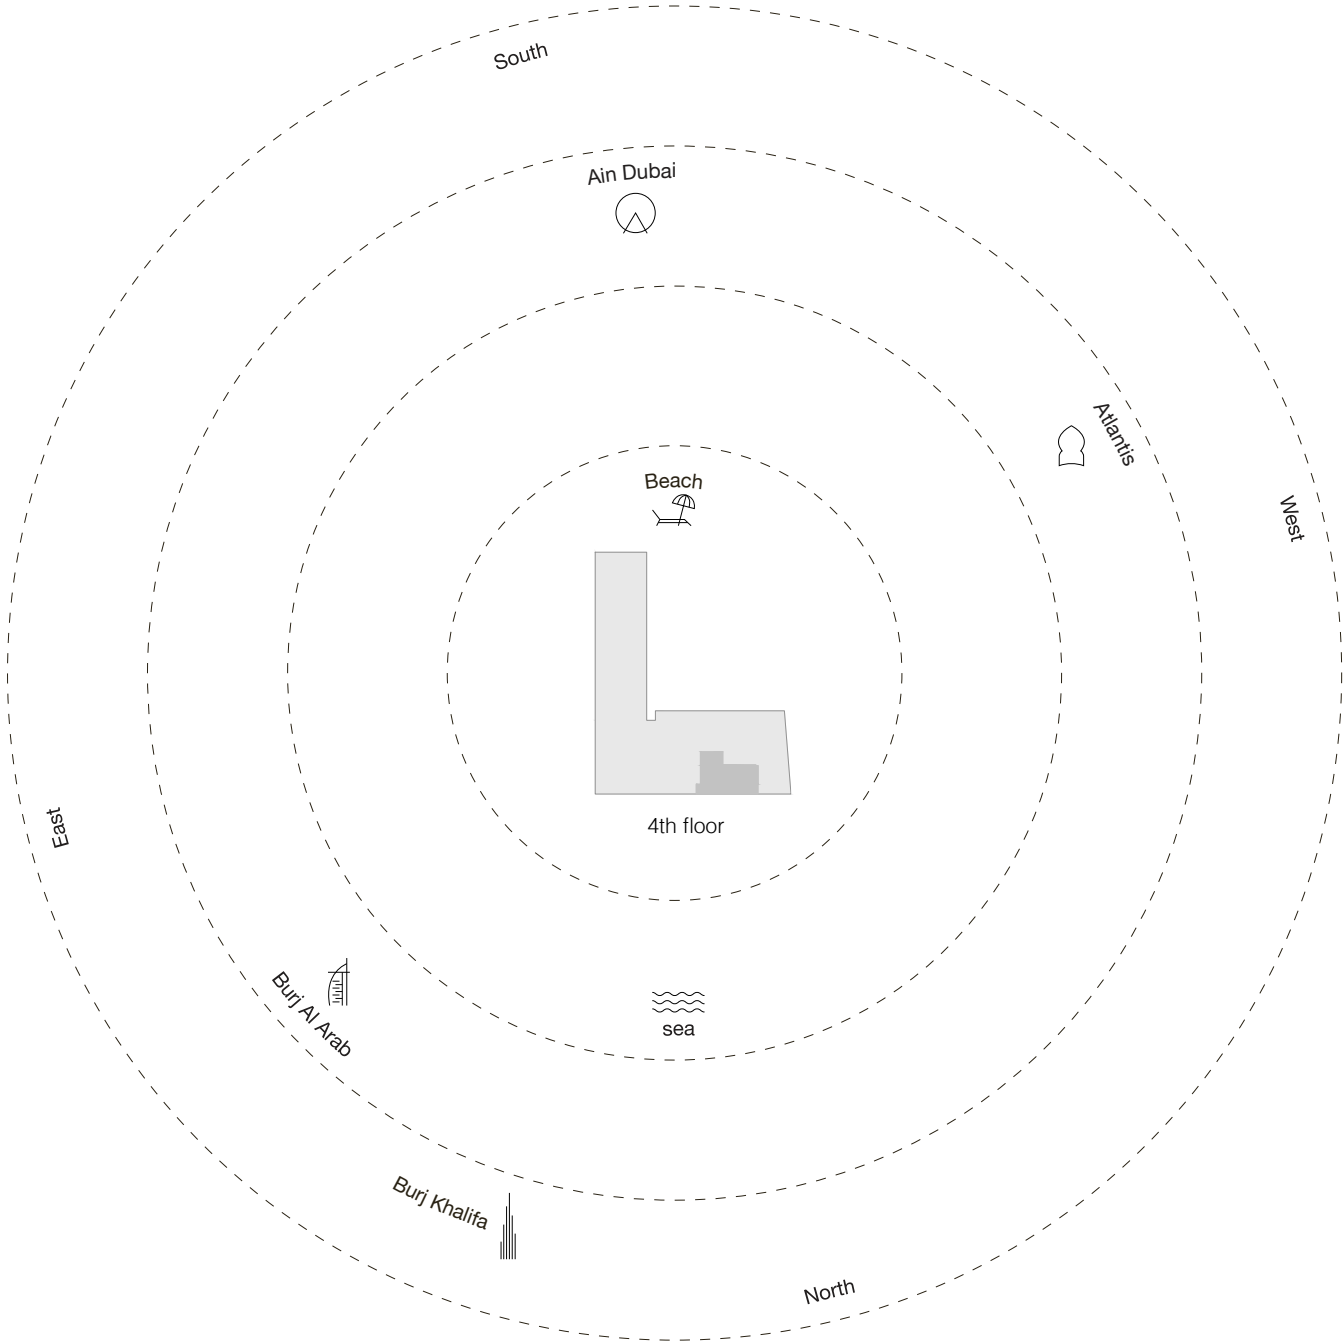 South
Ain Dubai
Atlantis
Beach
West
East
4th floor
Burj Al Arab
sea
Burj Khalifa
North